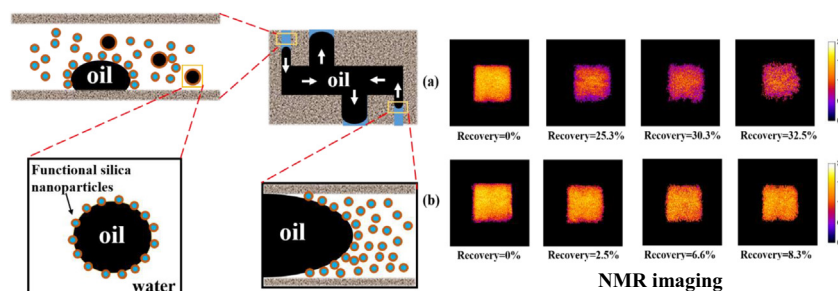 oil
oil
(a)
Recovery=0%
Recovery=25.3%
Recovery=30.3%
Recovery=32.5%
Functional silica
nanoparticles
oil
water
oil
(b)
Recovery=0%
Recovery=2.5%
Recovery=6.6%
Recovery=8.3%
NMR imaging